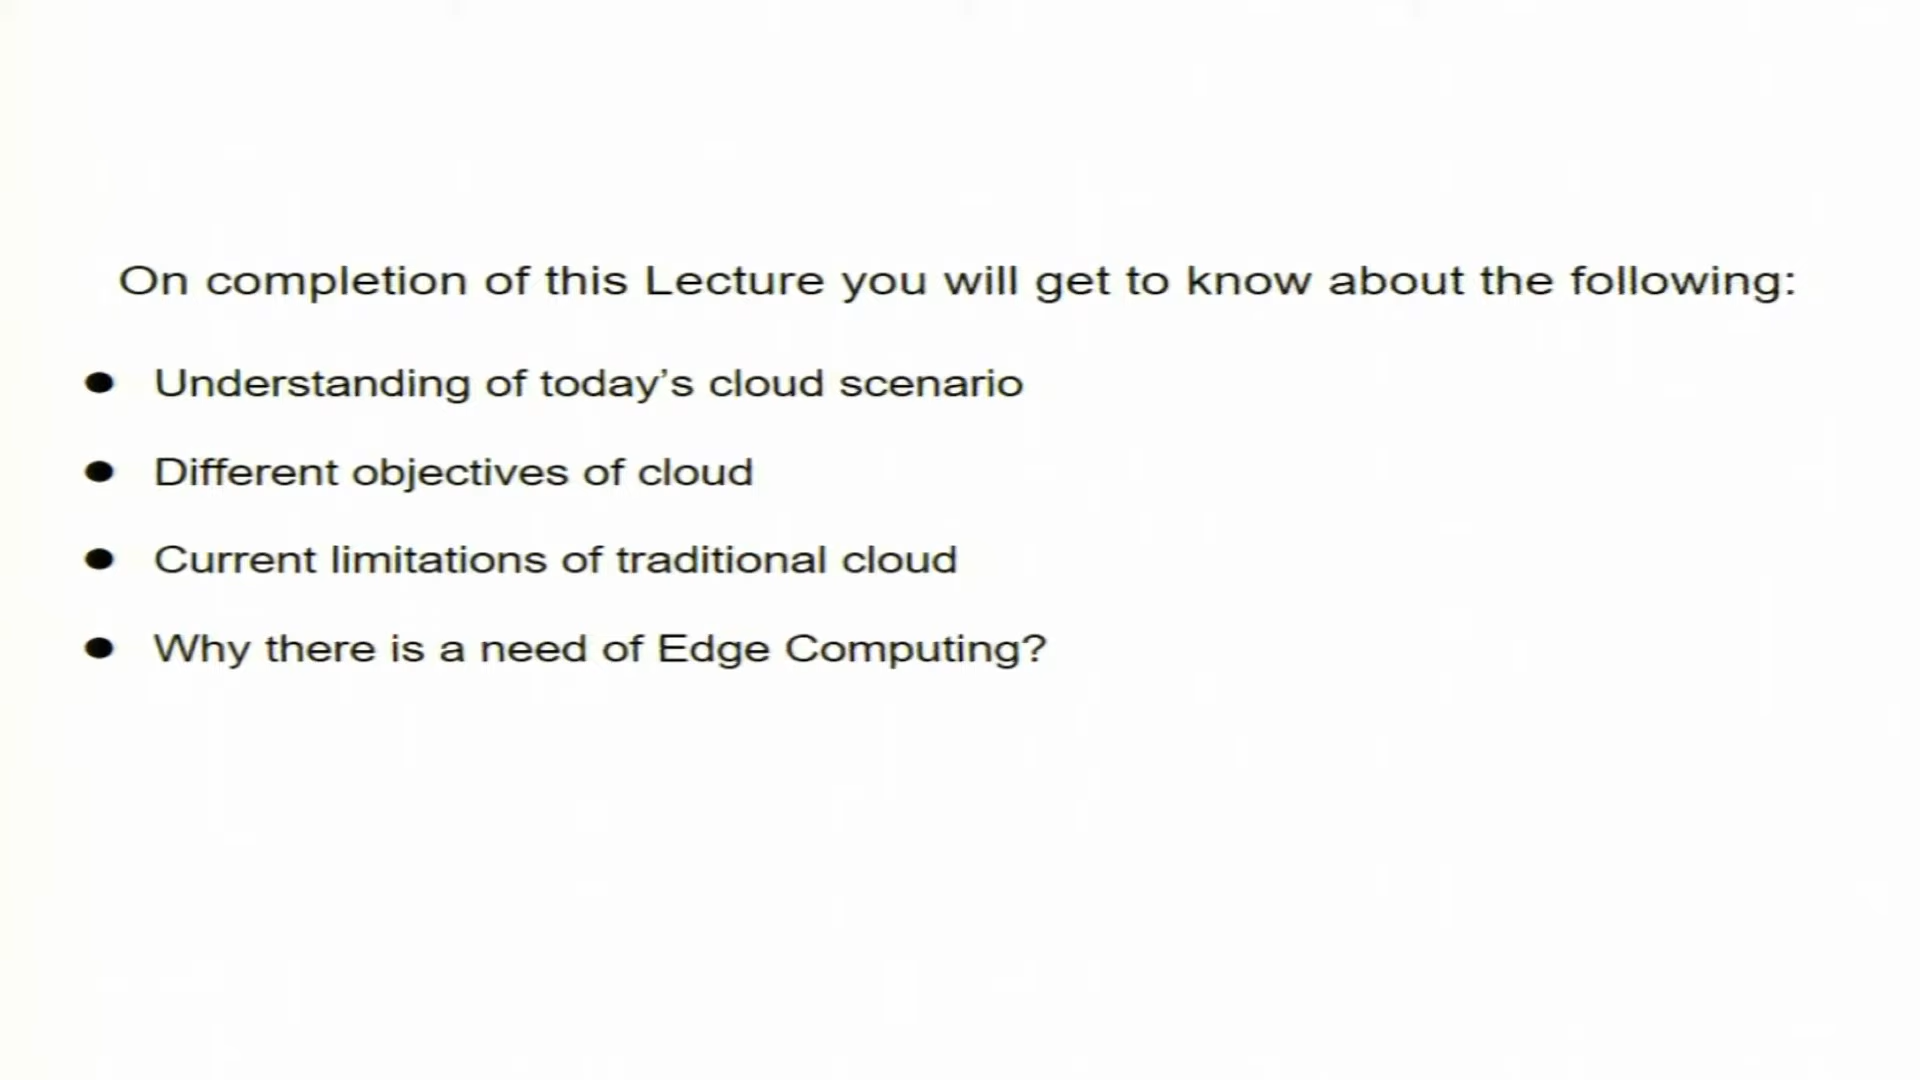 On completion of this Lecture you will get to know about the following:
● Understanding of today’s cloud scenario
● Different objectives of cloud
● Current limitations of traditional cloud
● Why there is a need of Edge Computing?